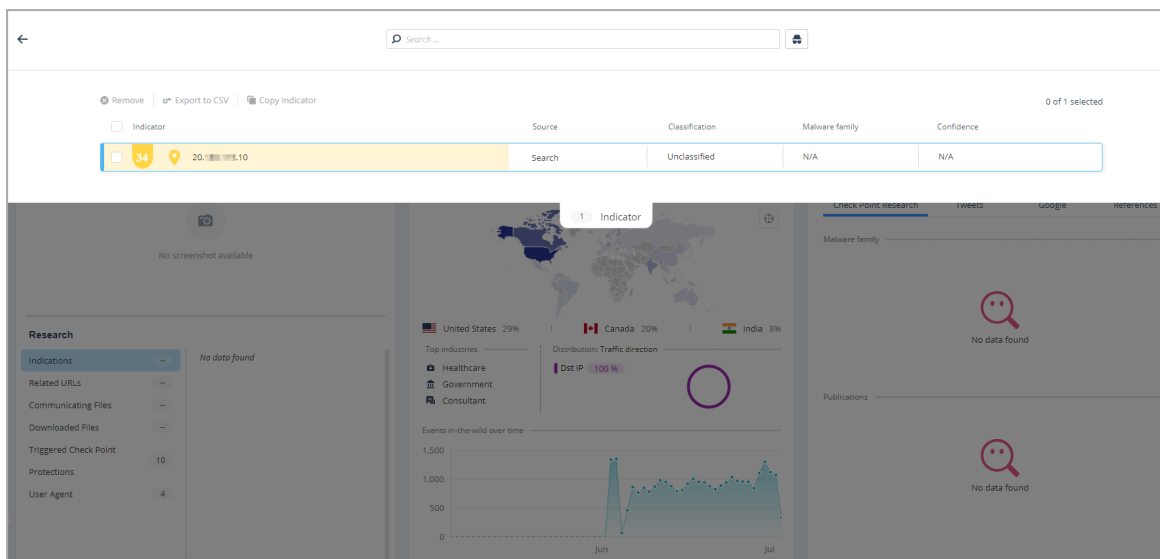 Search ...
Remove Export to CSV Copy Indicator 0 of 1 selected
Indicator Source Classification Malware family Confidence
34 20. .10 Search Unclassified N/A N/A
1 Indicator
Check Point Research Tweets Google References
Malware family
No screenshot available
United States 29% : Canada 20% : India 8%
No data found
Research
Top industries Distribution: Traffic direction
Indications -- No data found
Healthcare Dst IP 100 %
Related URLs --
Government
Communicating Files --
Consultant
Publications
Downloaded Files --
Events in-the-wild over time
Triggered Check Point Protections 10
User Agent 4
1,500
1,000
500
0
Jun Jul
No data found